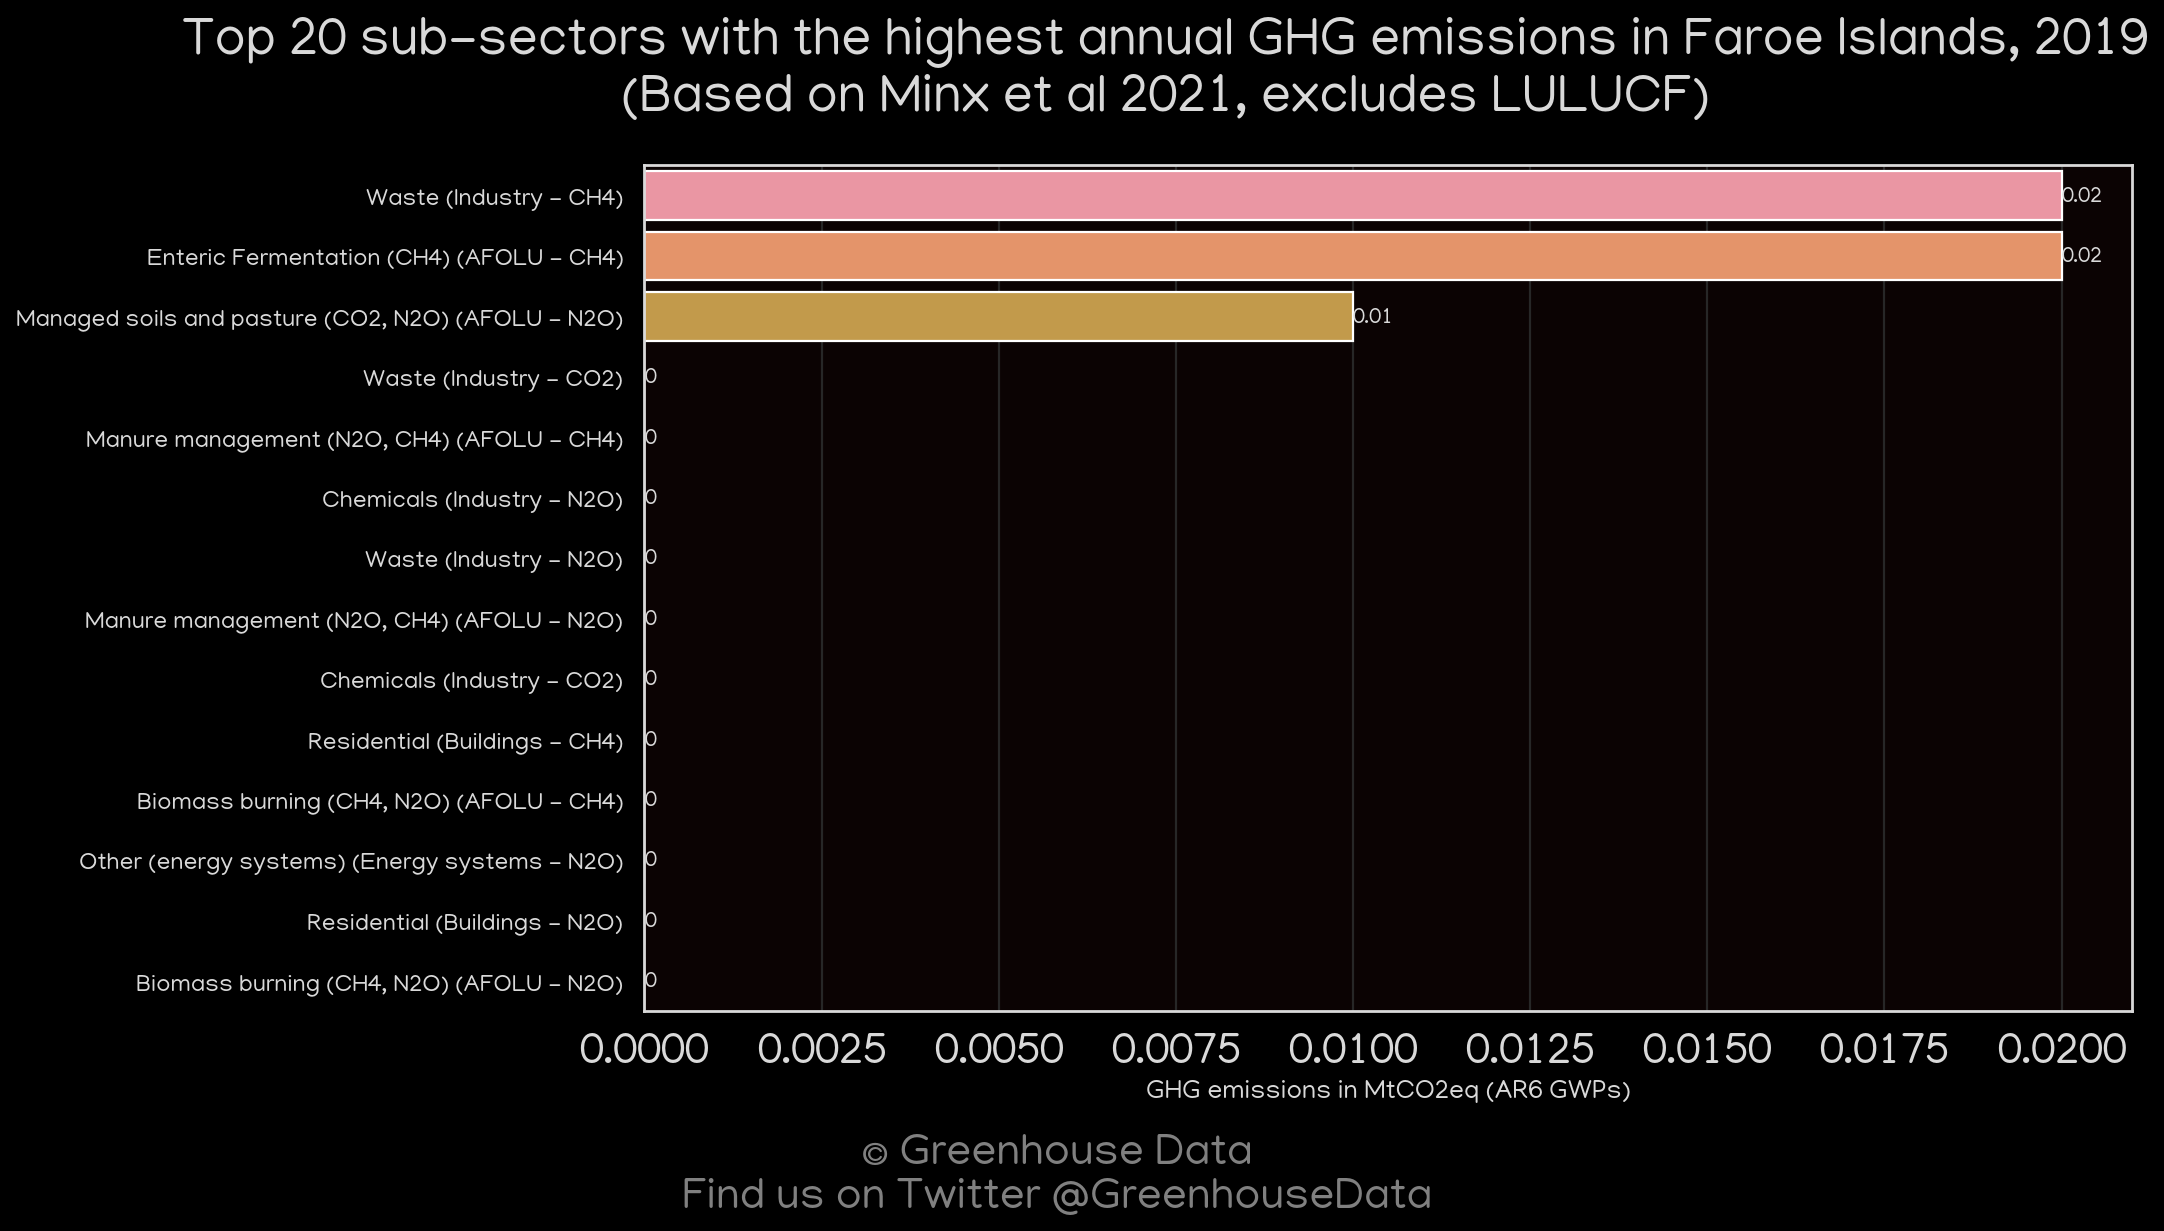 Top 20 sub-sectors with the highest annual GHG emissions in Faroe Islands, 2019
(Based on Minx et al 2021, excludes LULUCF)
Waste (Industry - CH4) 0.02
Enteric Fermentation (CH4) (AFOLU - CH4) 0.02
Managed soils and pasture (CO2, N2O) (AFOLU - N2O) 0.01
Waste (Industry - CO2) 0
Manure management (N2O, CH4) (AFOLU - CH4) 0
Chemicals (Industry - N2O) 0
Waste (Industry - N2O) 0
Manure management (N2O, CH4) (AFOLU - N2O) 0
Chemicals (Industry - CO2) 0
Residential (Buildings - CH4) 0
Biomass burning (CH4, N2O) (AFOLU - CH4) 0
Other (energy systems) (Energy systems - N2O) 0
Residential (Buildings - N2O) 0
Biomass burning (CH4, N2O) (AFOLU - N2O) 0
0.0000 0.0025 0.0050 0.0075 0.0100 0.0125 0.0150 0.0175 0.0200
GHG emissions in MtCO2eq (AR6 GWPs)
© Greenhouse Data
Find us on Twitter @GreenhouseData